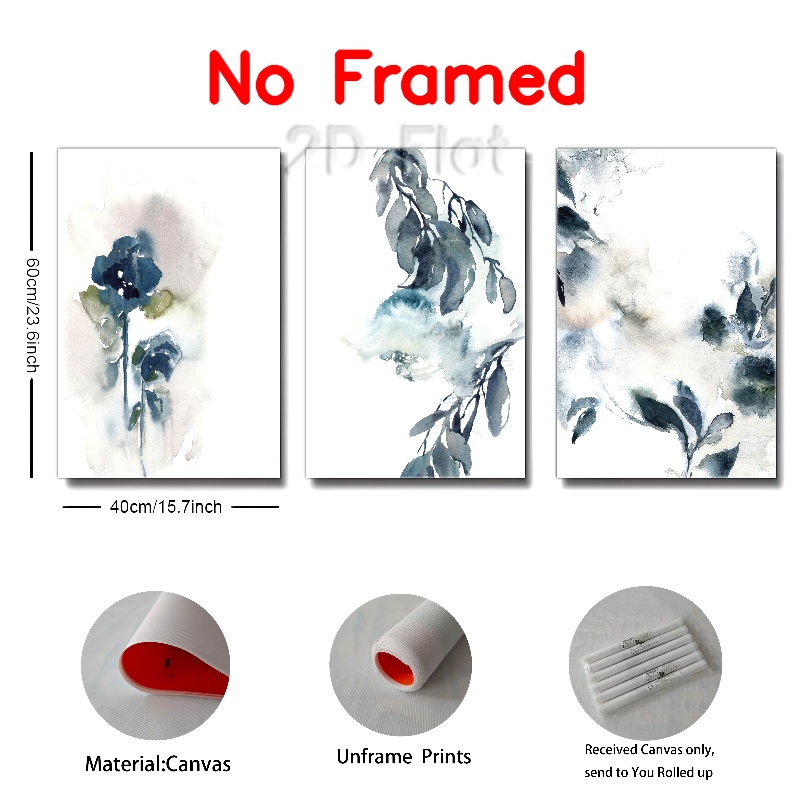 No Framed
2D Flat
60cm/23.6inch
40cm/15.7inch
Material:Canvas
Unframe Prints
Received Canvas only,
send to You Rolled up